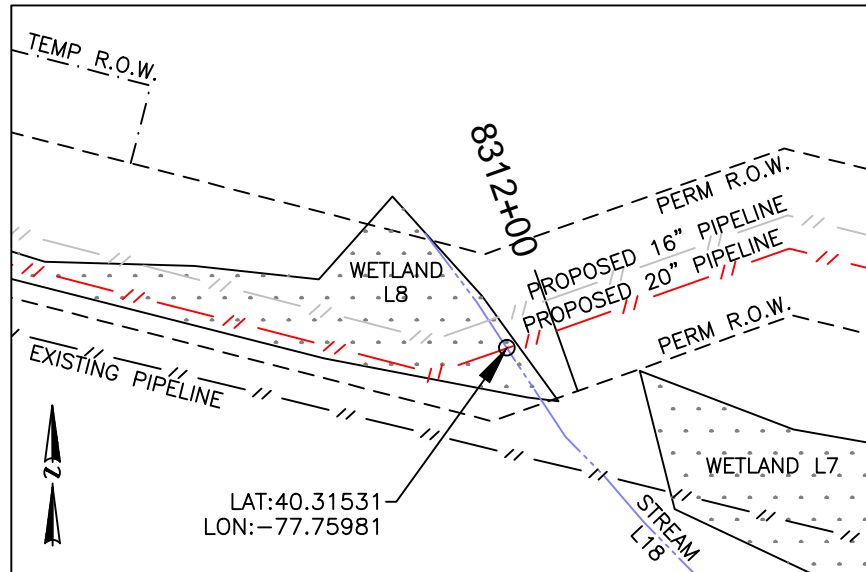 TEMP R.O.W.
8312+00
PERM R.O.W.
PROPOSED 16” PIPELINE
PROPOSED 20” PIPELINE
WETLAND
L8
PERM R.O.W.
EXISTING PIPELINE
N
WETLAND L7
LAT:40.31531
LON:-77.75981
STREAM
L18